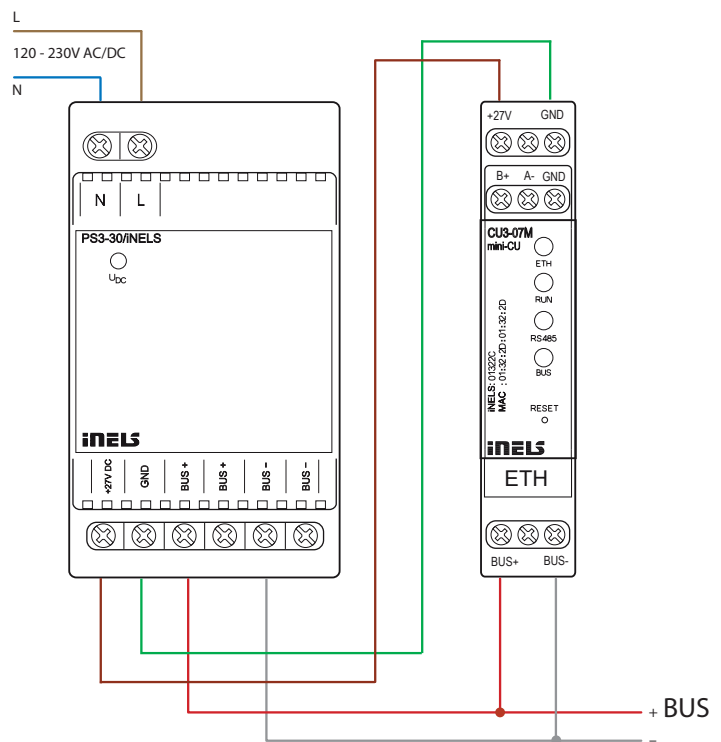 L
120 - 230V AC/DC
N
N L
PS3-30/iNELS
UDC
iNELS
+27V DC GND BUS + BUS + BUS - BUS -
+27V GND
B+ A- GND
CU3-07M
mini-CU
ETH
RUN
RS485
BUS
iNELS: 01322C
MAC : 01:32:2D:01:32:2D
RESET
iNELS
ETH
BUS+ BUS-
+ BUS
-